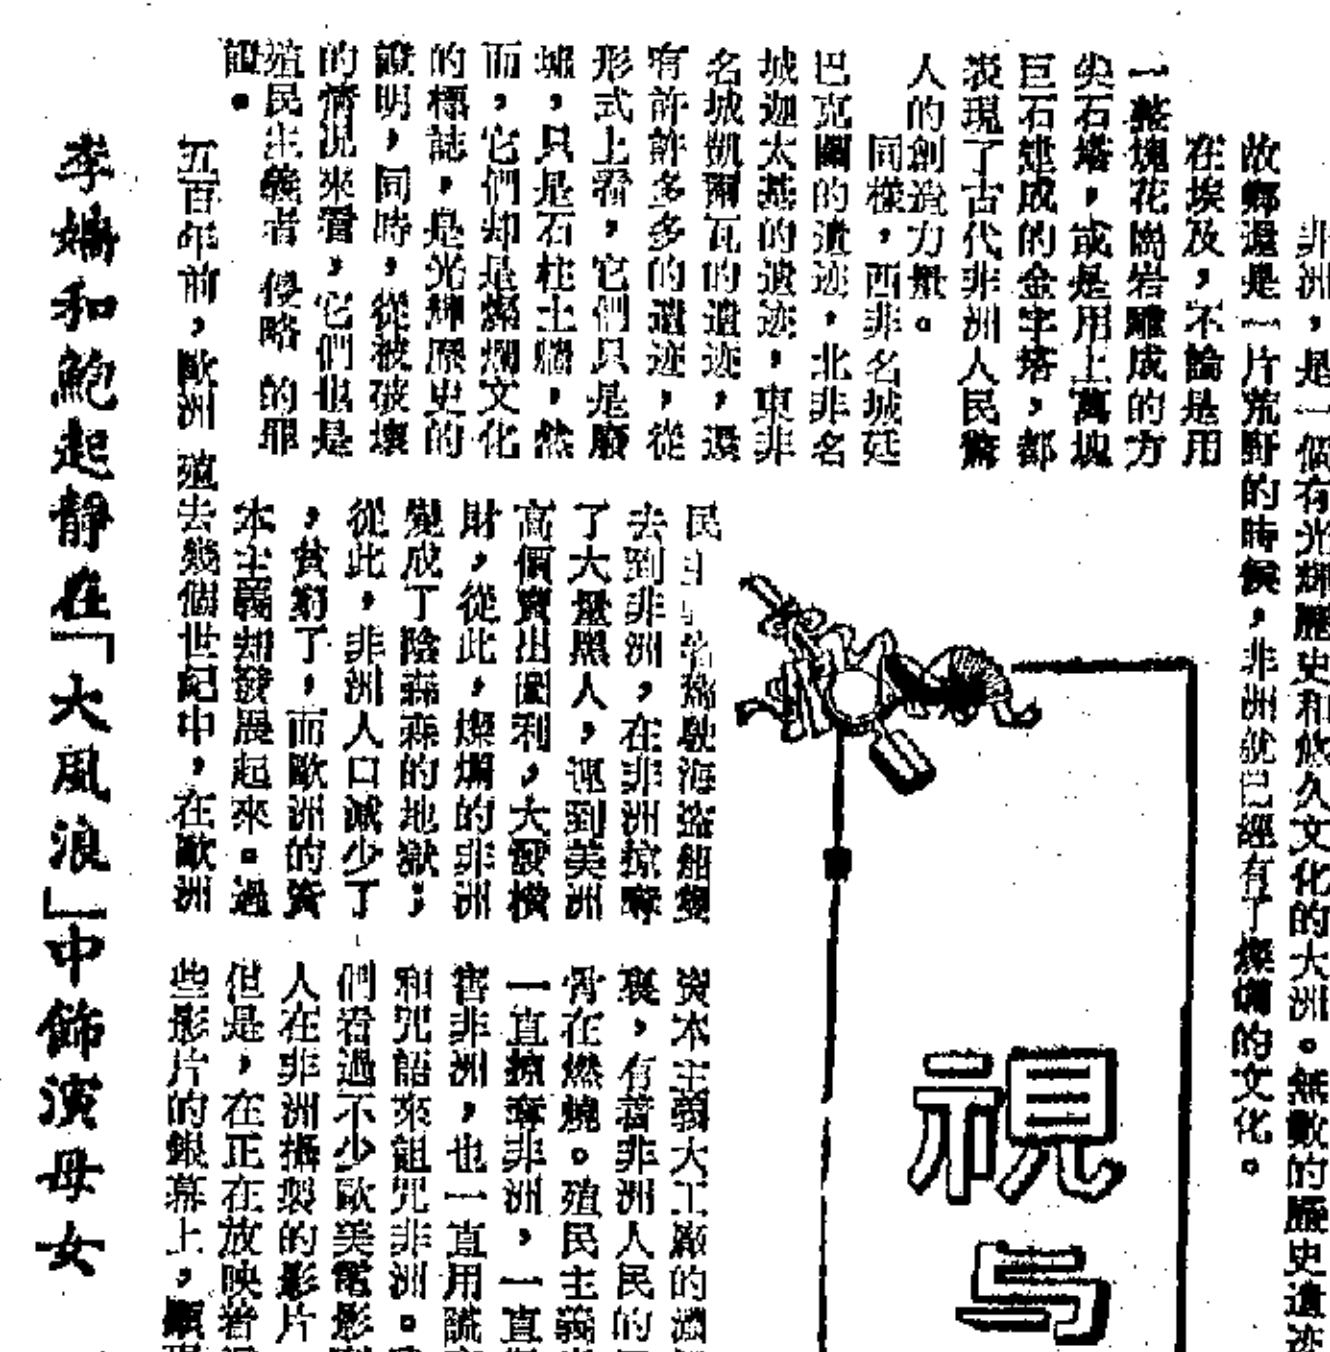 非洲，是一個有光輝歷史和悠久文化的大洲。無數的歷史遺迹
故鄉還是一片荒野的時候，非洲就已經有了燦爛的文化。
在埃及，不論是用
一整塊花崗岩雕成的方
尖石塔，或是用上萬塊
巨石建成的金字塔，都
表現了古代非洲人民驚
人的創造力量。
同樣，西非名城廷
巴克圖的遺迹，北非名
城迦太基的遺迹，東非
名城凱爾瓦的遺迹，還
有許許多多的遺迹，從
形式上看，它們只是廢
墟，只是石柱土牆，然
而，它們却是燦爛文化
的標誌，是光輝歷史的
證明，同時，從被破壞
的情況來看，它們也是
殖民主義者侵略的罪
證。
五百年前，歐洲殖
民主 者駕駛海盜船隻
去到非洲，在非洲掠奪
了大量黑人，運到美洲
高價賣出圖利，大發橫
財，從此，燦爛的非洲
變成了陰森森的地獄；
從此，非洲人口減少了
，貧窮了，而歐洲的資
本主義却發展起來。過
去幾個世紀中，在歐洲
資本主義大工廠的
裏，有着非洲人民的
骨在燃燒。殖民主義
一直掠奪非洲，一直
害非洲，也一直用謊
和咒語來詛咒非洲。
們看過不少歐美電影
人在非洲攝製的影片
但是，在正在放映着
些影片的銀幕上，顯
視
与
李嬙和鮑起靜在「大風浪」中飾演母女